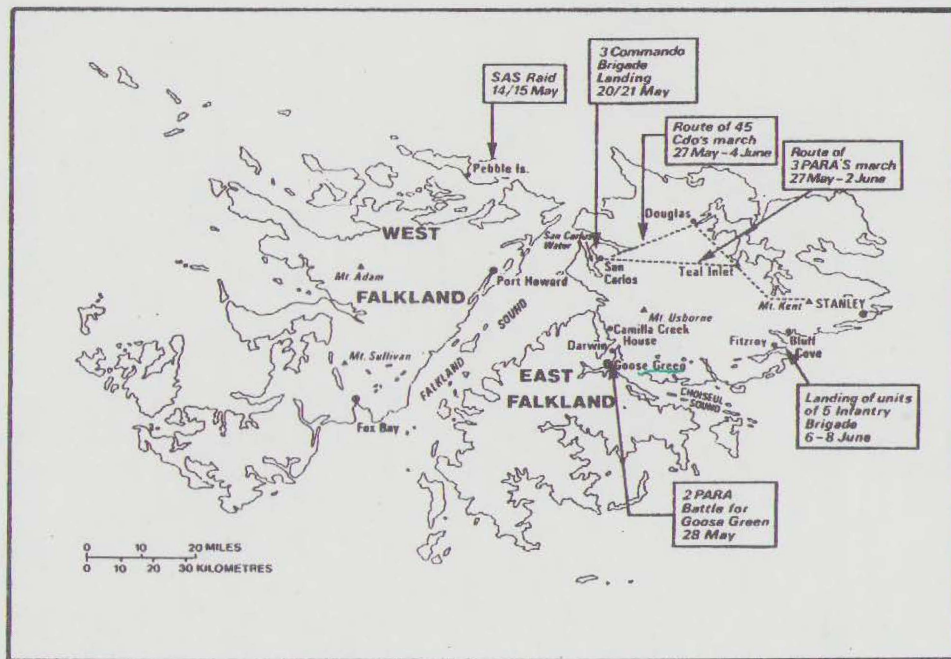 SAS Raid
14/15 May
3 Commando
Brigade
Landing
20/21 May
Route of 45
Cdo's march
27 May-4 June
Route of
3 PARA'S march
27 May-2 June
Pebble Is.
Douglas
WEST
San Carlos
Water
San
Carlos
Teal Inlet
Mt. Adam
Port Howard
FALKLAND
Mt. Kent
STANLEY
Mt. Usborne
SOUND
Camilla Creek
House
Fitzroy
Bluff
Cove
Darwin
Mt. Sullivan
Goose Green
FALKLAND
EAST
FALKLAND
CHOISEUL
SOUND
Fox Bay
Landing of units
of 5 Infantry
Brigade
6-8 June
2 PARA
Battle for
Goose Green
28 May
0 10 20 MILES
0 10 20 30 KILOMETRES